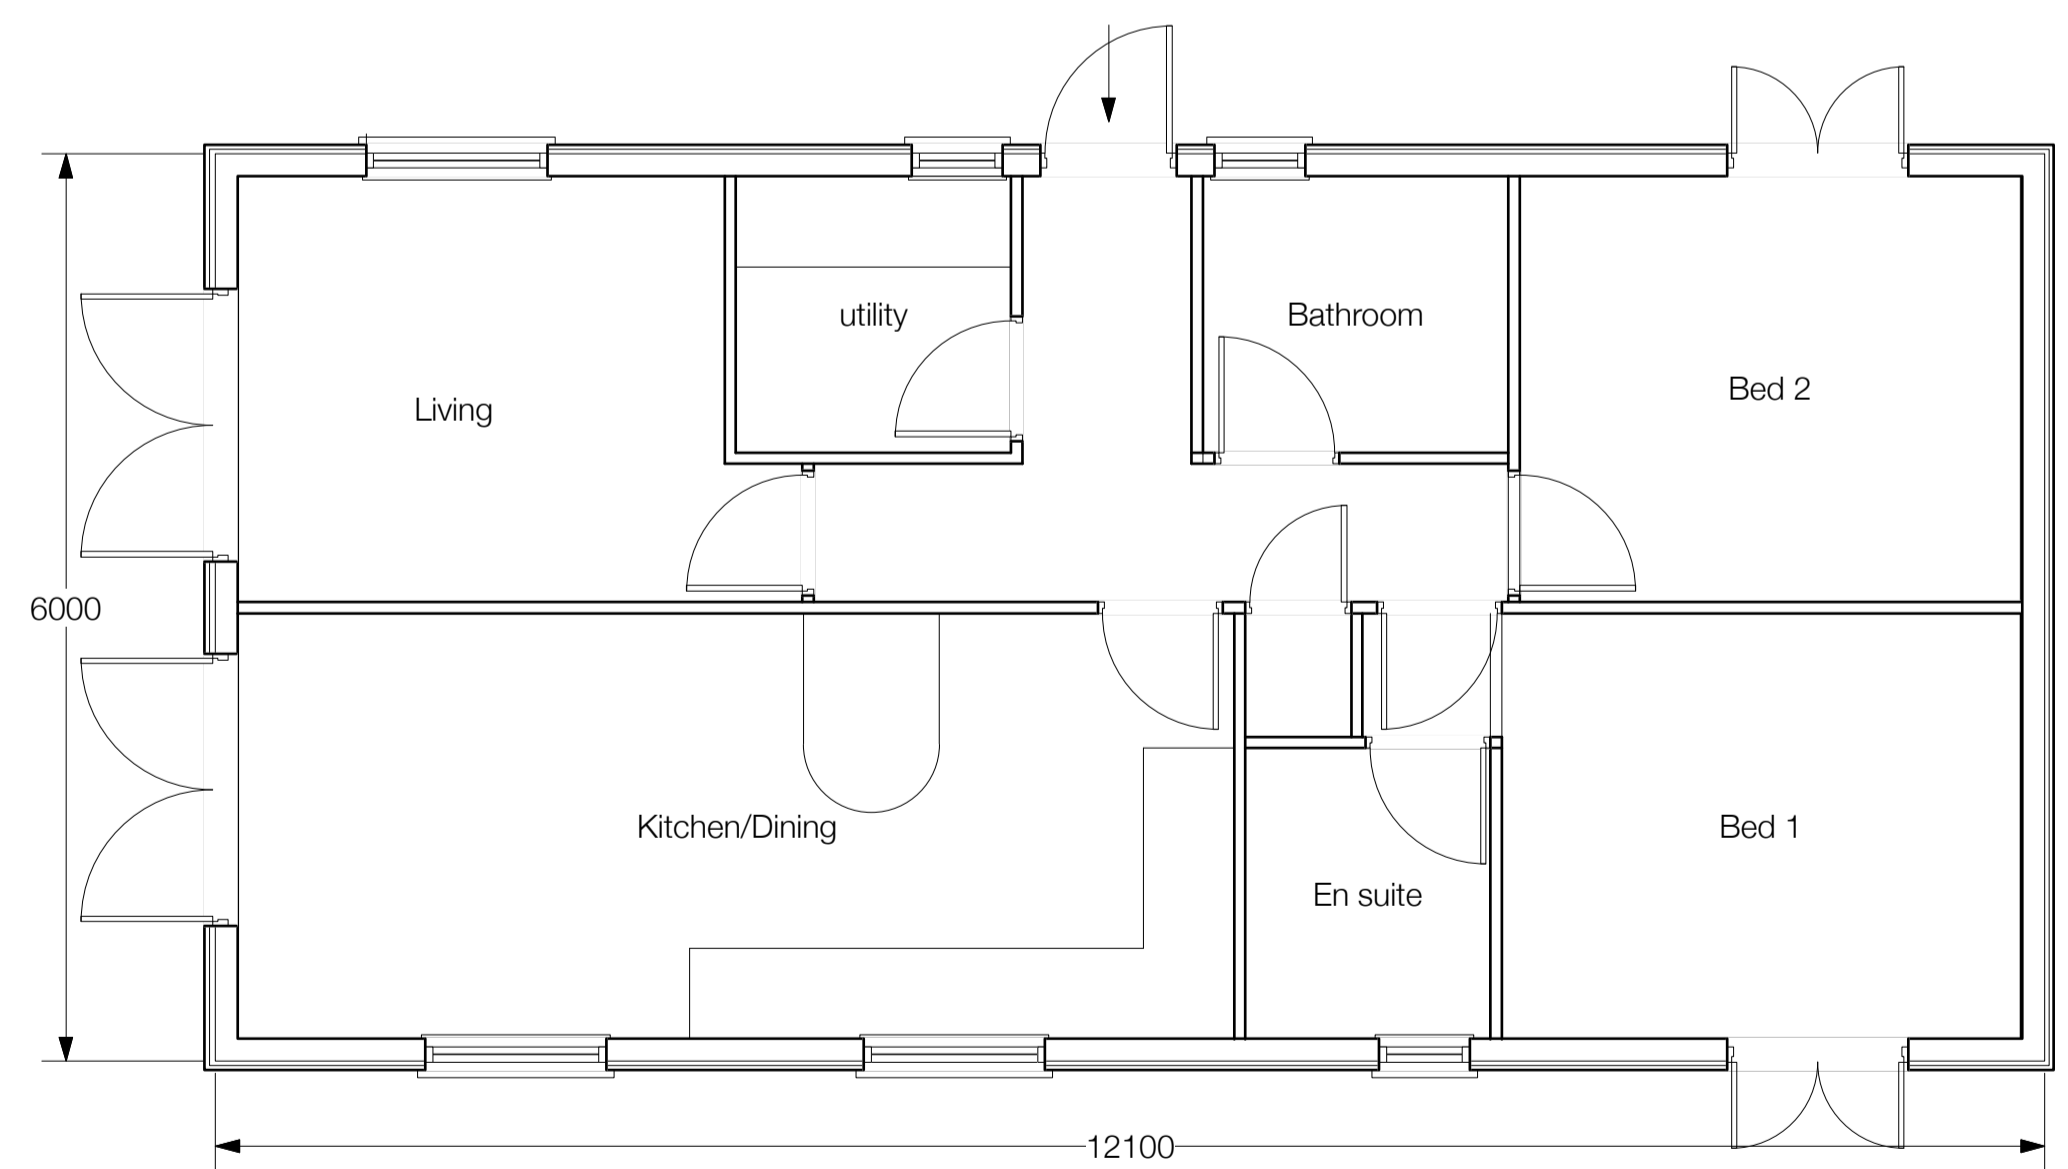 utility
Bathroom
Bed 2
Living
6000
Kitchen/Dining
Bed 1
En suite
12100